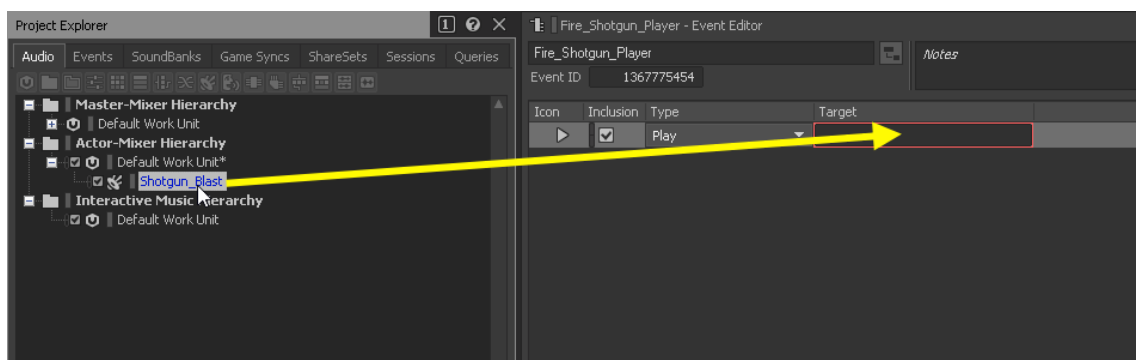 Project Explorer
1
Audio Events SoundBanks Game Syncs ShareSets Sessions Queries
Master-Mixer Hierarchy
Default Work Unit
Actor-Mixer Hierarchy
Default Work Unit*
Shotgun_Blast
Interactive Music Hierarchy
Default Work Unit
Fire_Shotgun_Player - Event Editor
Fire_Shotgun_Player
Notes
Event ID 1367775454
Icon Inclusion Type Target
Play